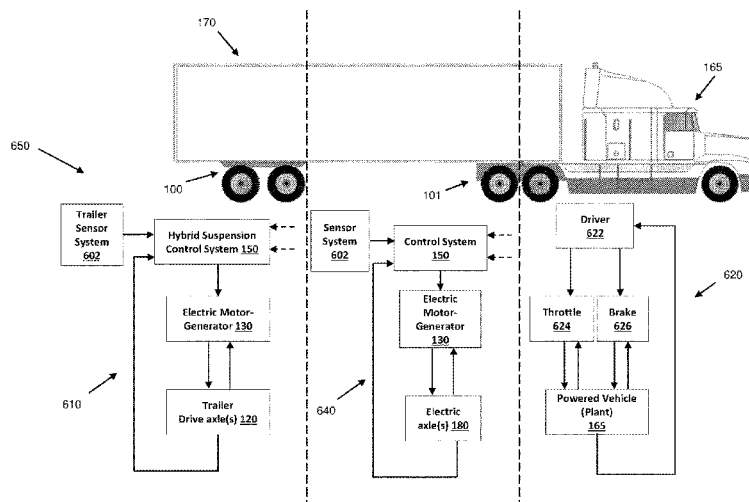 170
165
650
100
101
Trailer
Sensor
System
602
Hybrid Suspension
Control System 150
Sensor
System
602
Control System
150
Driver
622
620
Electric Motor-
Generator 130
Electric
Motor-
Generator
130
Throttle
624
Brake
626
610
640
Trailer
Drive axle(s) 120
Electric
axle(s) 180
Powered Vehicle
(Plant)
165